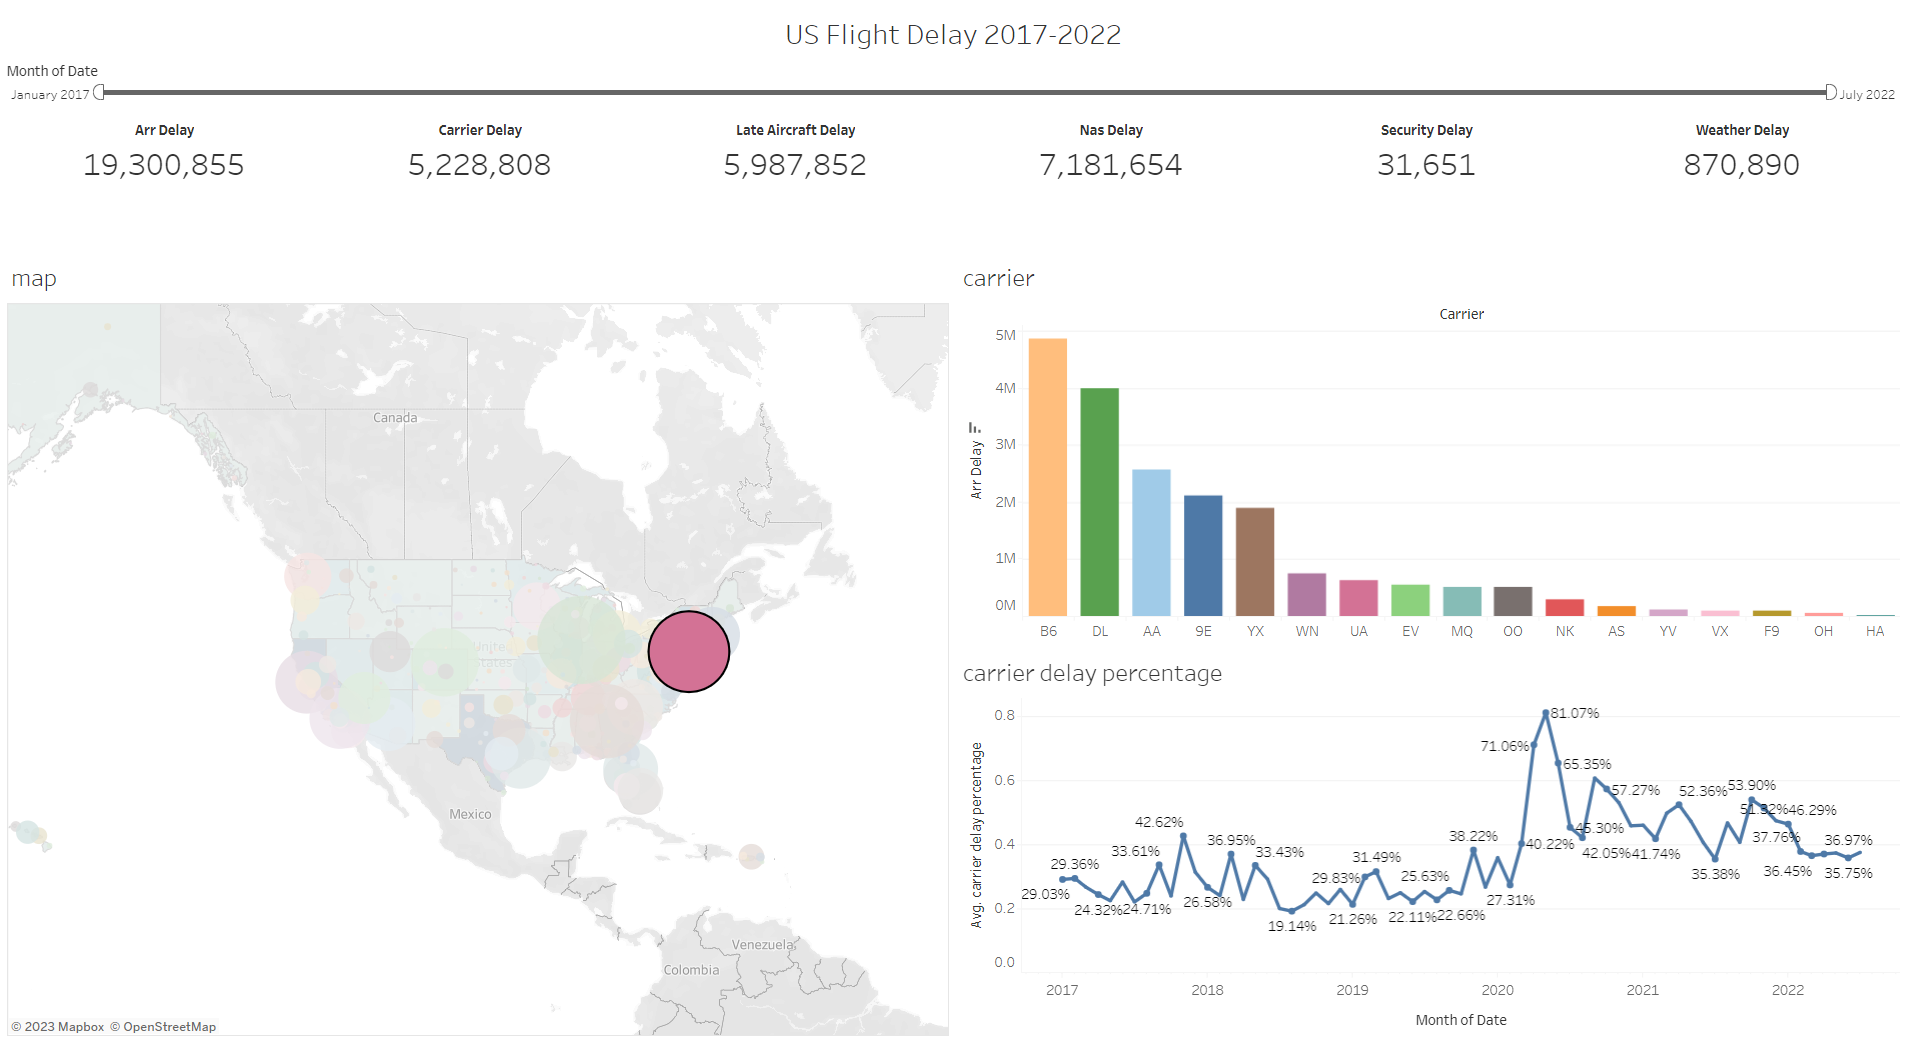 US Flight Delay 2017-2022
Month of Date
January 2017
July 2022
Arr Delay
19,300,855
Carrier Delay
5,228,808
Late Aircraft Delay
5,987,852
Nas Delay
7,181,654
Security Delay
31,651
Weather Delay
870,890
map
Canada
United
States
Mexico
Venezuela
Colombia
© 2023 Mapbox © OpenStreetMap
carrier
Carrier
Arr Delay
5M
4M
3M
2M
1M
0M
B6 DL AA 9E YX WN UA EV MQ OO NK AS YV VX F9 OH HA
carrier delay percentage
Avg. carrier delay percentage
0.8
0.6
0.4
0.2
0.0
29.03%
29.36%
24.32%
24.71%
33.61%
42.62%
26.58%
36.95%
33.43%
19.14%
29.83%
21.26%
31.49%
22.11%
25.63%
22.66%
38.22%
27.31%
40.22%
71.06%
81.07%
65.35%
45.30%
42.05%
57.27%
41.74%
52.36%
35.38%
53.90%
51.32%
37.76%
46.29%
36.45%
36.97%
35.75%
2017 2018 2019 2020 2021 2022
Month of Date